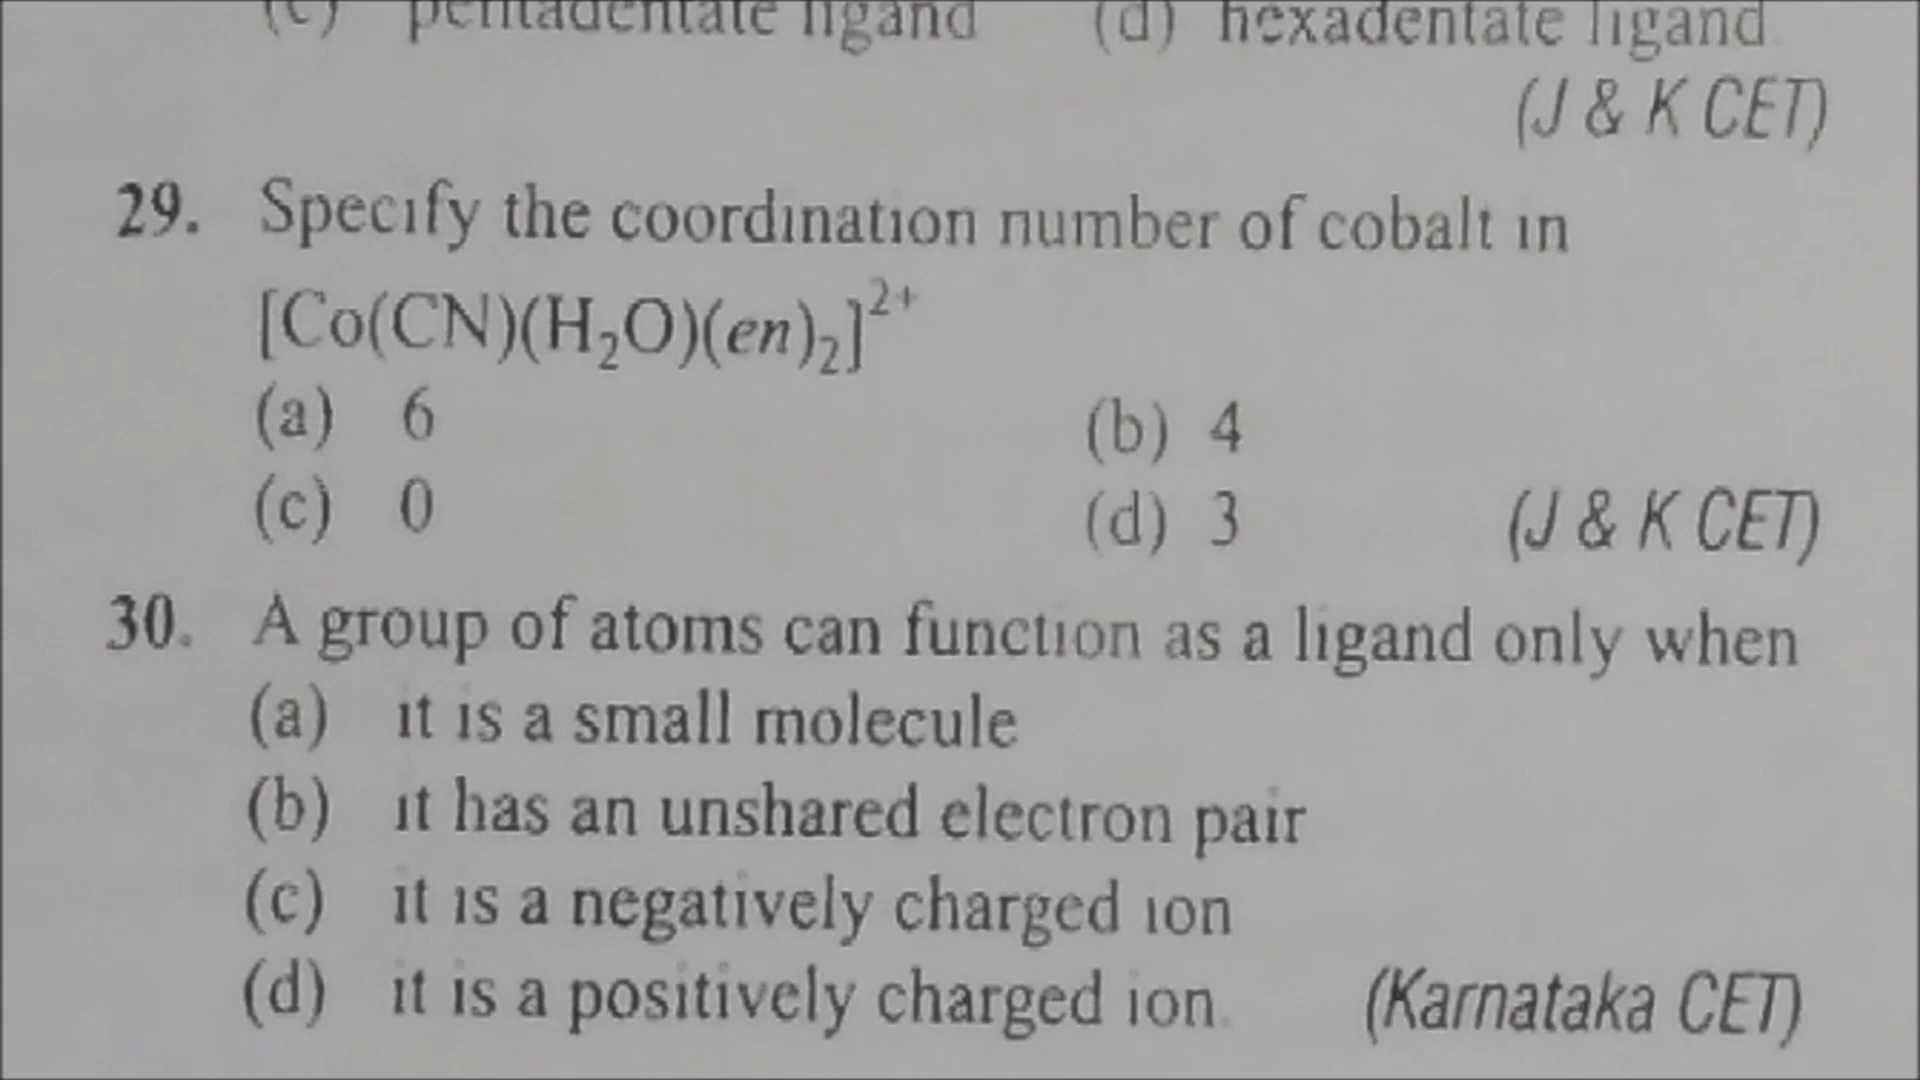 (c) pentadentate ligand (d) hexadentate ligand
(J & K CET)
29. Specify the coordination number of cobalt in
[Co(CN)(H₂O)(en)₂]²⁺
(a) 6 (b) 4
(c) 0 (d) 3 (J & K CET)
30. A group of atoms can function as a ligand only when
(a) it is a small molecule
(b) it has an unshared electron pair
(c) it is a negatively charged ion
(d) it is a positively charged ion. (Karnataka CET)